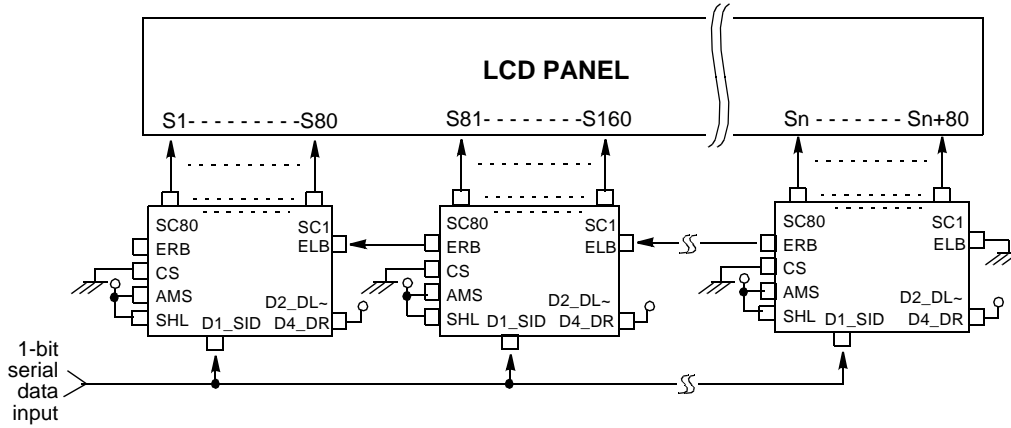 LCD PANEL
S1- - - - - - - - -S80
S81- - - - - - - -S160
Sn - - - - - - - Sn+80
SC80 SC1
ERB ELB
CS
AMS
D2_DL~
SHL D1_SID D4_DR
SC80 SC1
ERB ELB
CS
AMS
D2_DL~
SHL D1_SID D4_DR
SC80 SC1
ERB ELB
CS
AMS
D2_DL~
SHL D1_SID D4_DR
1-bit
serial
data
input